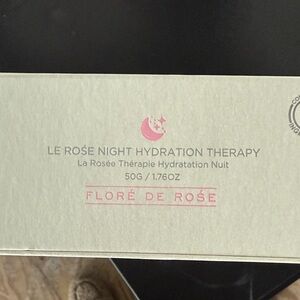 LE ROSE NIGHT HYDRATION THERAPY
La Rosée Thérapie Hydratation Nuit
50G / 1.76OZ
FLORÉ DE ROSE